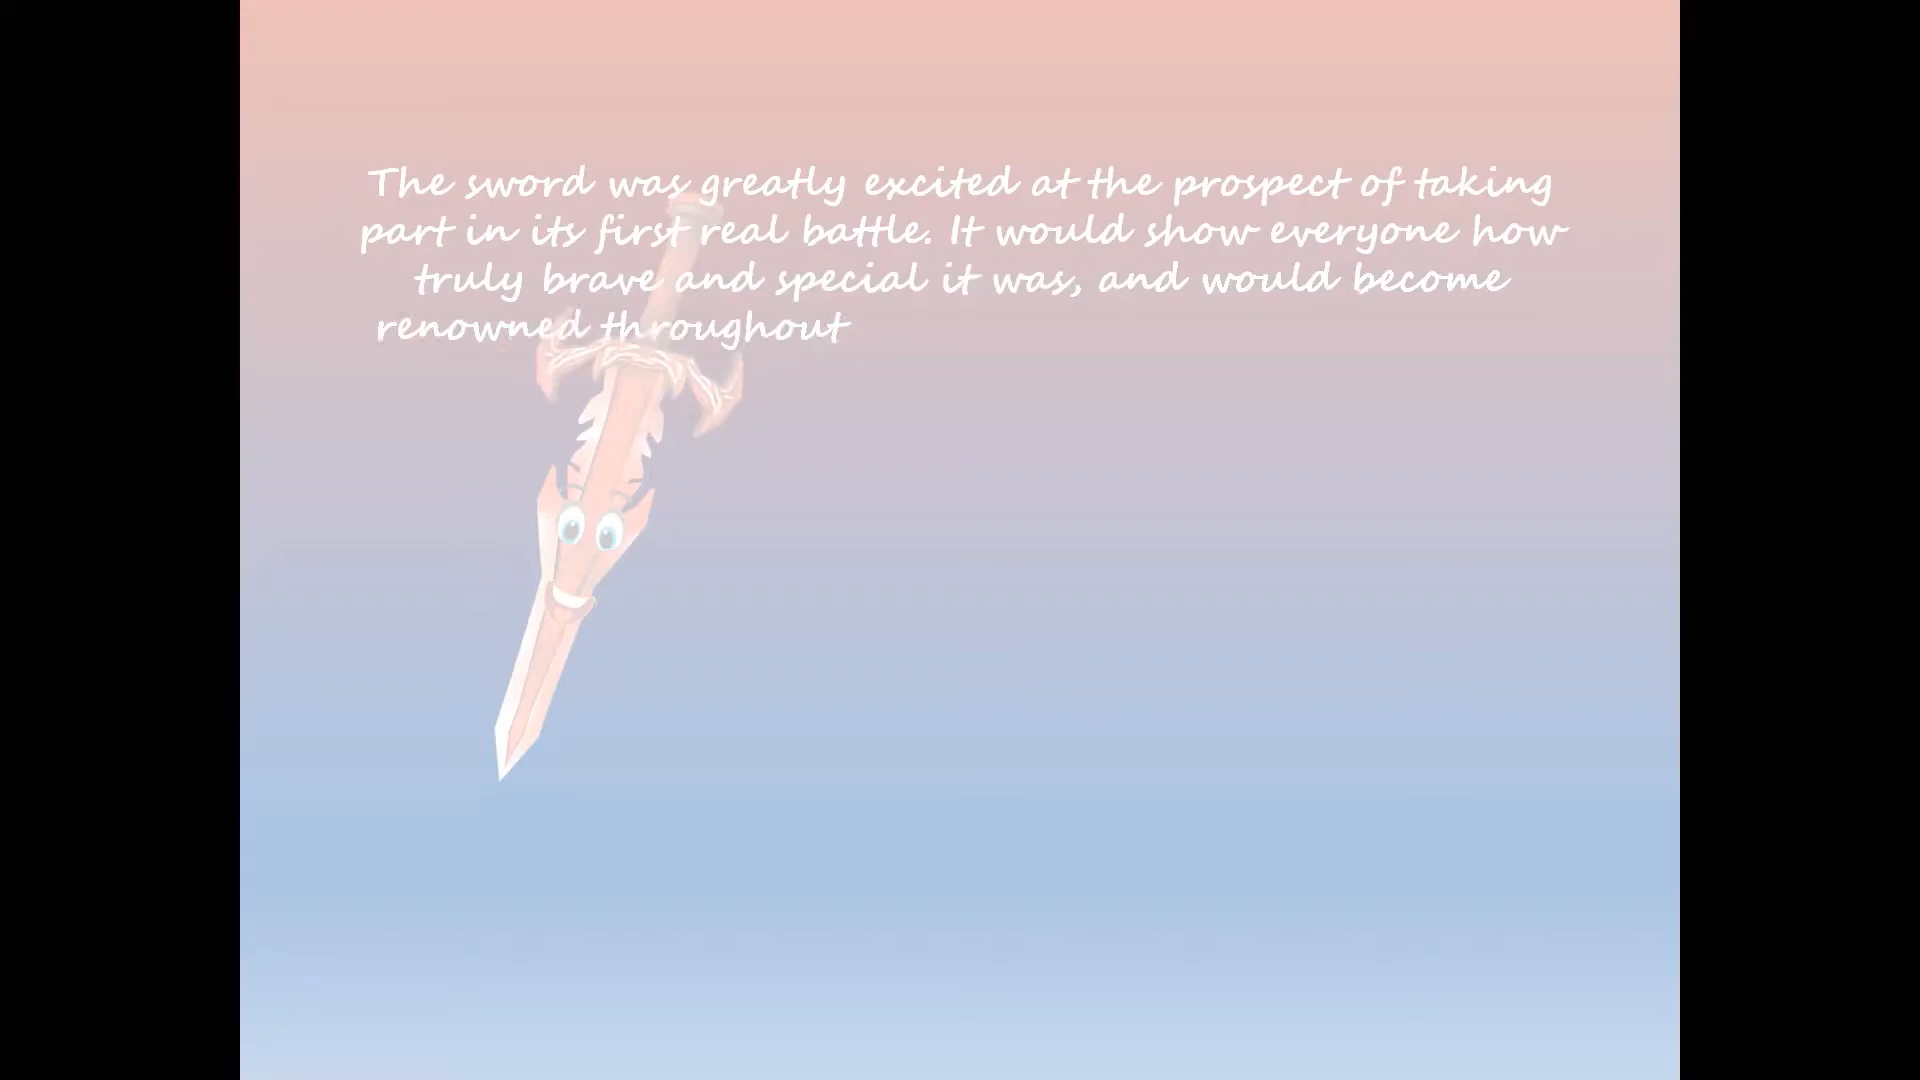 The sword was greatly excited at the prospect of taking
part in its first real battle. It would show everyone how
truly brave and special it was, and would become
renowned throughout